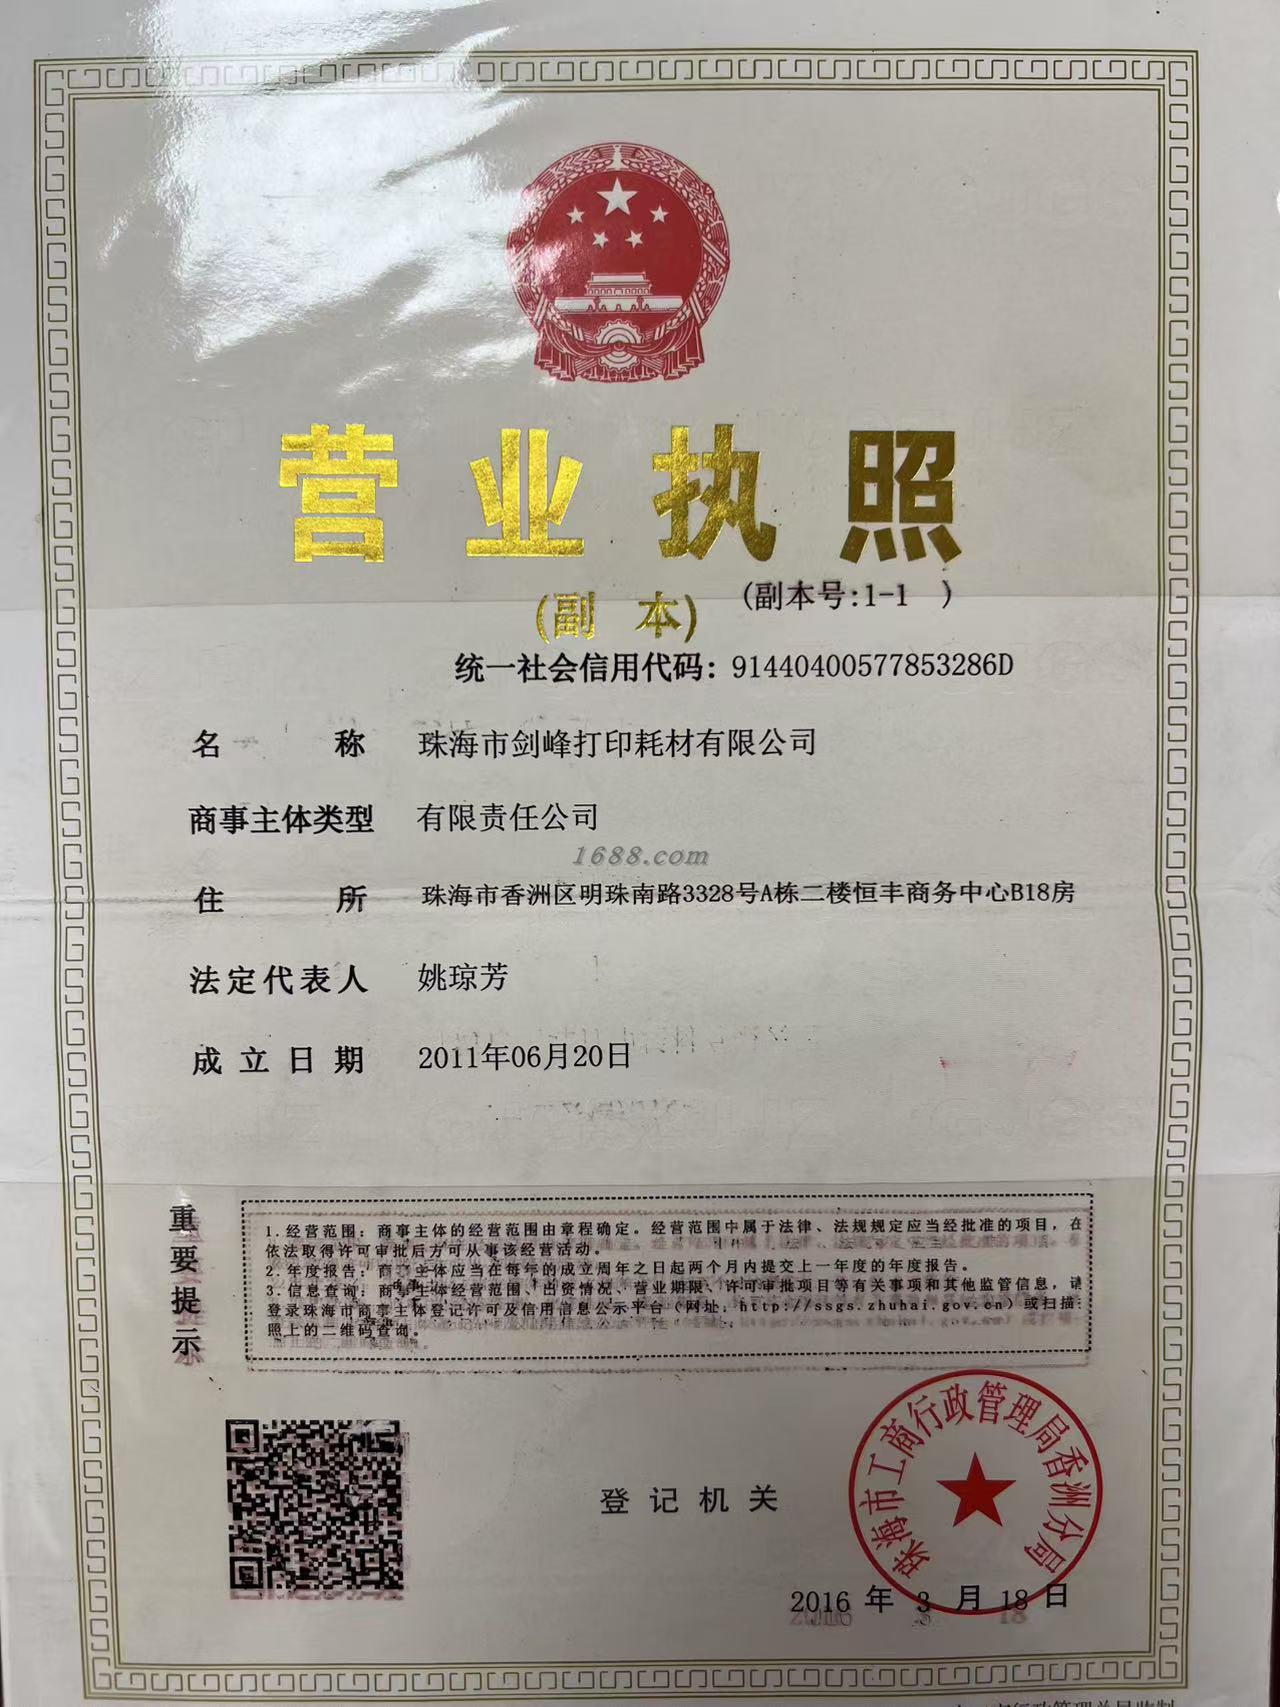 营业执照
(副 本) (副本号:1-1 )
统一社会信用代码: 91440400577853286D
名 称 珠海市剑峰打印耗材有限公司
商事主体类型 有限责任公司
1688.com
住 所 珠海市香洲区明珠南路3328号A栋二楼恒丰商务中心B18房
法定代表人 姚琼芳
成立日期 2011年06月20日
重要提示
1.经营范围：商事主体的经营范围由章程确定。经营范围中属于法律、法规规定应当经批准的项目，在
依法取得许可审批后方可从事该经营活动。
2.年度报告：商事主体应当在每年的成立周年之日起两个月内提交上一年度的年度报告。
3.信息查询：商事主体经营范围、出资情况、营业期限、许可审批项目等有关事项和其他监管信息，请
登录珠海市商事主体登记许可及信用信息公示平台（网址：http://ssgs.zhuhai.gov.cn）或扫描
照上的二维码查询。
珠海市工商行政管理局香洲分局
登记机关
2016 年 3 月 18 日